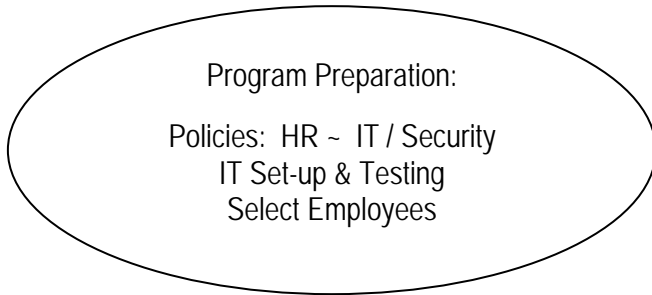 Program Preparation:
Policies: HR ~ IT / Security
IT Set-up & Testing
Select Employees